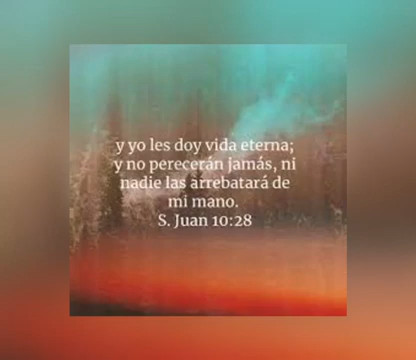 y yo les doy vida eterna;
y no perecerán jamás, ni
nadie las arrebatará de
mi mano.
S. Juan 10:28